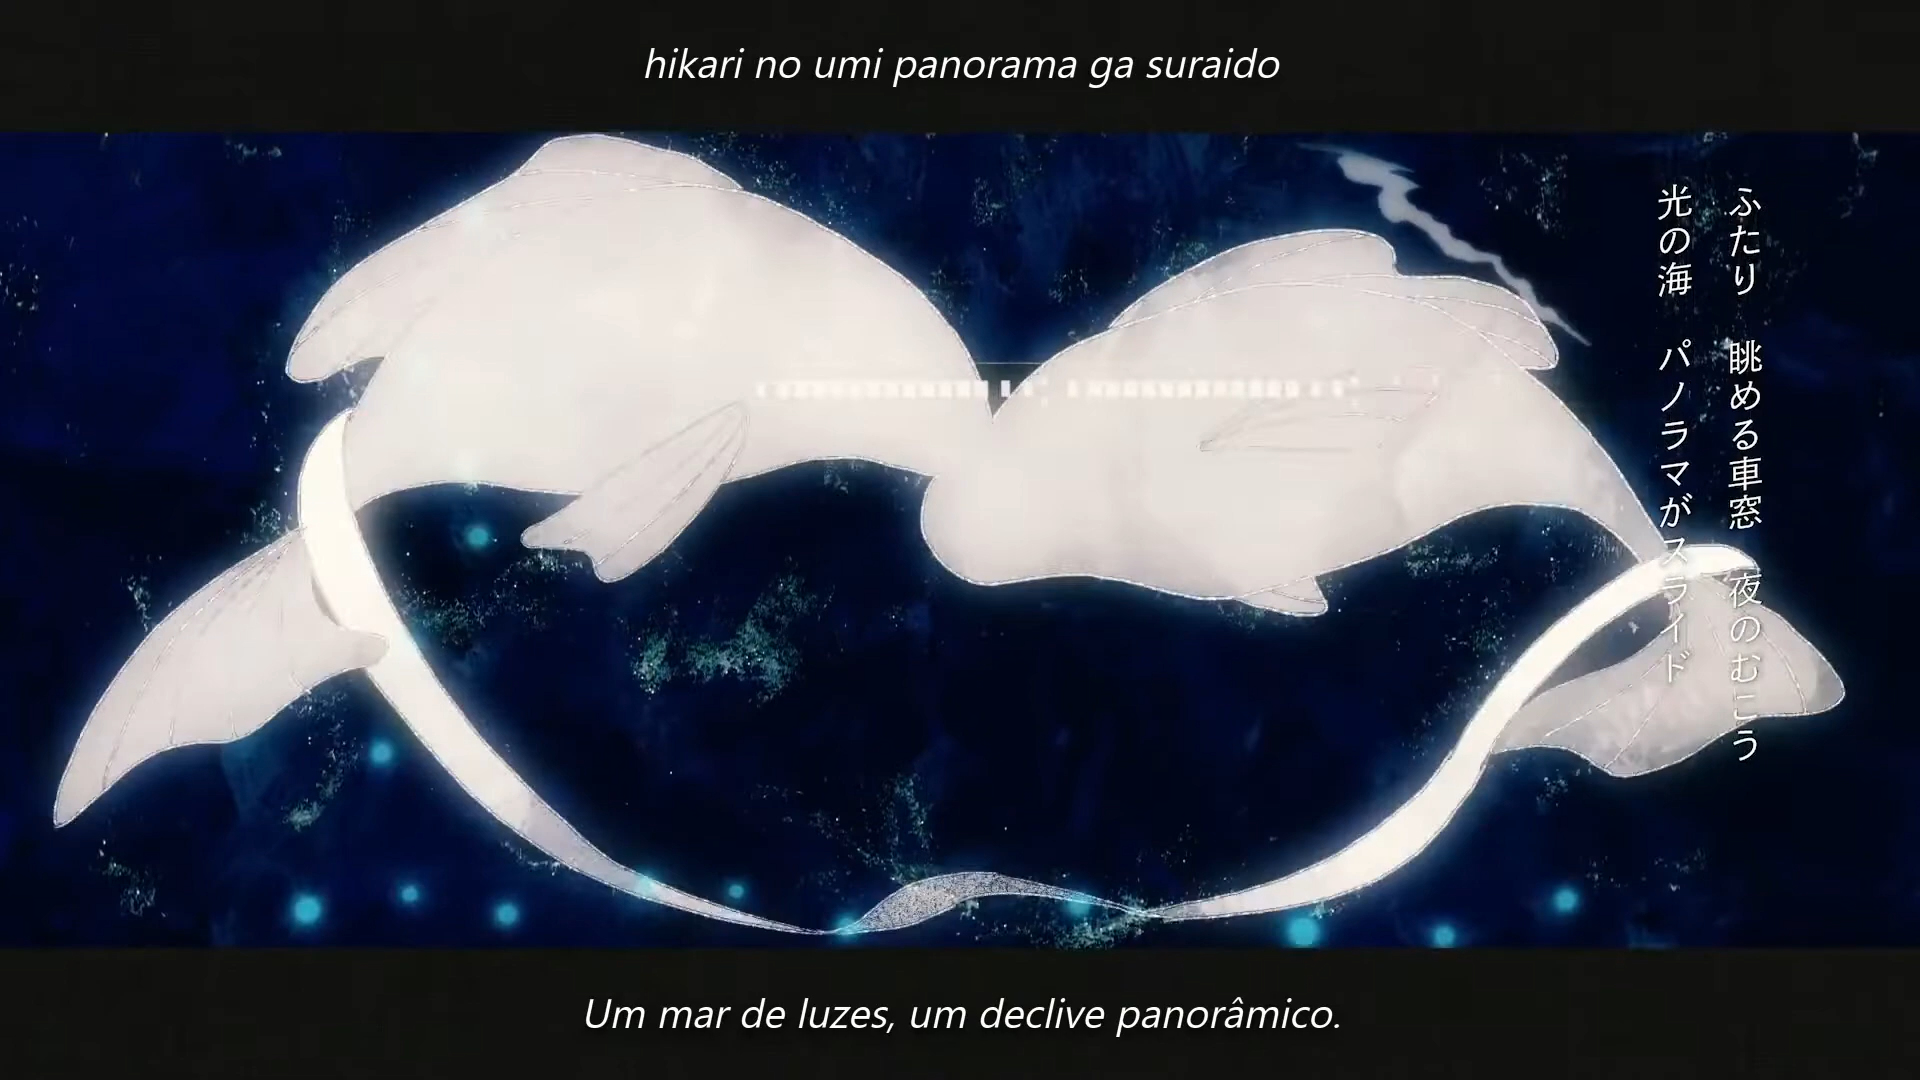 hikari no umi panorama ga suraido
ふたり　眺める車窓　夜のむこう
光の海　パノラマがスライド
Um mar de luzes, um declive panorâmico.